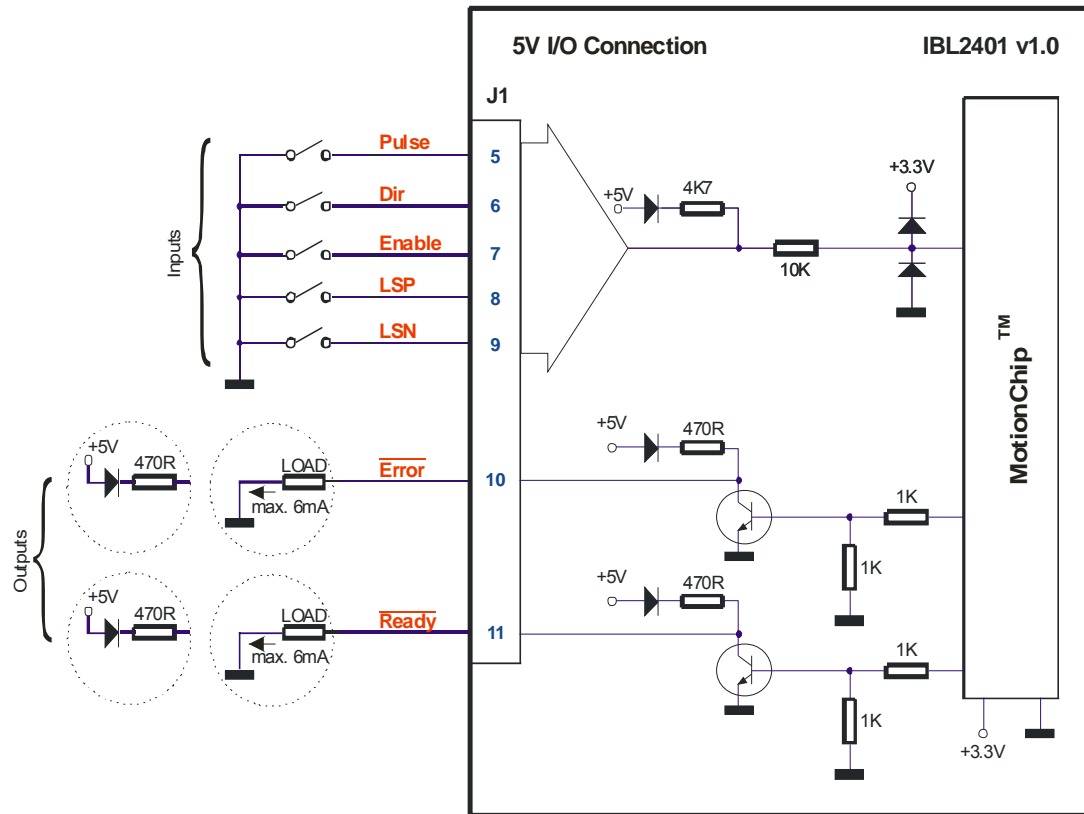 5V I/O Connection
IBL2401 v1.0
J1
Inputs
Pulse
5
Dir
6
Enable
7
LSP
8
LSN
9
+5V
4K7
10K
+3.3V
MotionChip™
Outputs
+5V
470R
LOAD
max. 6mA
Error
10
+5V
470R
1K
1K
+5V
470R
LOAD
max. 6mA
Ready
11
+5V
470R
1K
1K
+3.3V